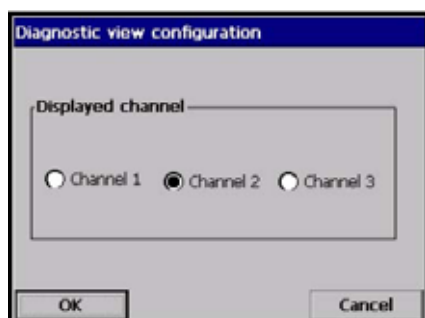 Diagnostic view configuration
Displayed channel
Channel 1 Channel 2 Channel 3
OK Cancel